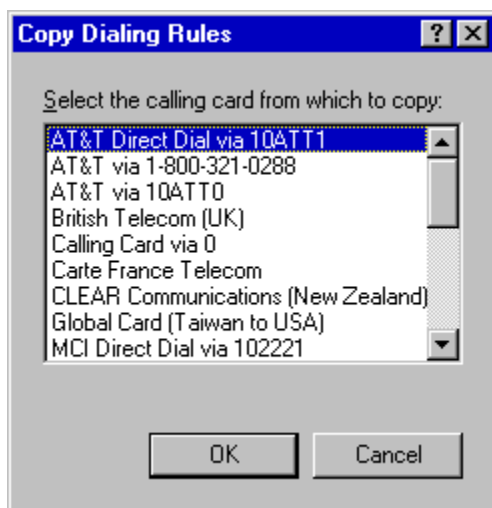 Copy Dialing Rules
Select the calling card from which to copy:
AT&T Direct Dial via 10ATT1
AT&T via 1-800-321-0288
AT&T via 10ATT0
British Telecom (UK)
Calling Card via 0
Carte France Telecom
CLEAR Communications (New Zealand)
Global Card (Taiwan to USA)
MCI Direct Dial via 102221
OK Cancel